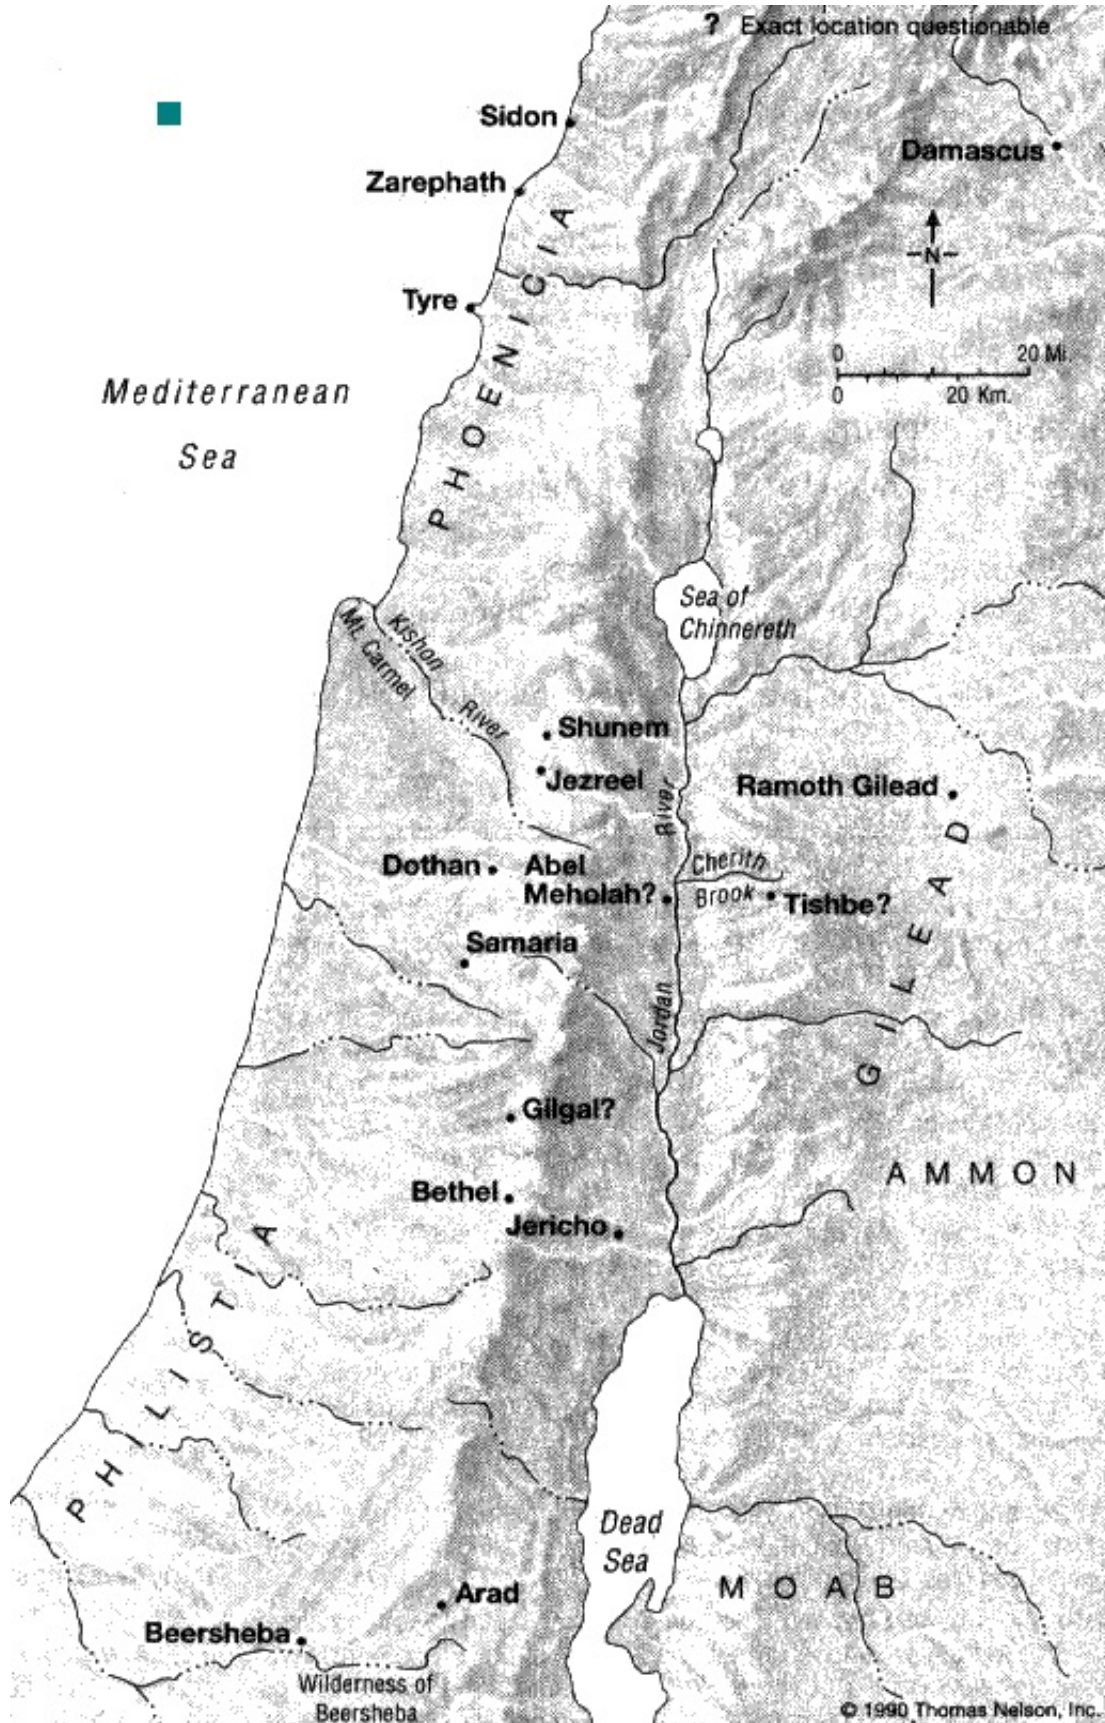 ? Exact location questionable
Sidon
Damascus
Zarephath
N
PHOENICIA
Tyre
0 20 Mi.
0 20 Km.
Mediterranean
Sea
Sea of
Chinnereth
Kishon
River
Mt. Carmel
Shunem
Jezreel
Ramoth Gilead
River
Dothan
Abel
Meholah?
Cherith
Brook
Tishbe?
GILEAD
Samaria
Jordan
Gilgal?
AMMON
Bethel
Jericho
PHILISTIA
Dead
Sea
MOAB
Arad
Beersheba
Wilderness of
Beersheba
© 1990 Thomas Nelson, Inc.